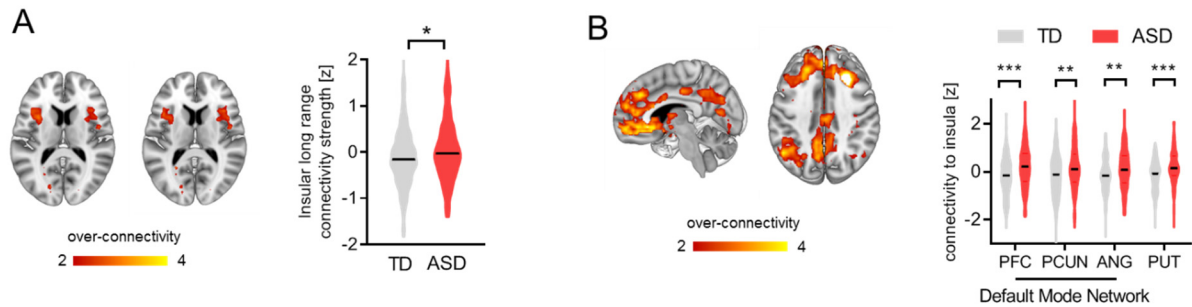 A
over-connectivity
2 4
Insular long range
connectivity strength [z]
2
1
0
-1
-2
*
TD ASD
B
over-connectivity
2 4
TD ASD
connectivity to insula [z]
2
0
-2
*** ** ** ***
PFC PCUN ANG PUT
Default Mode Network